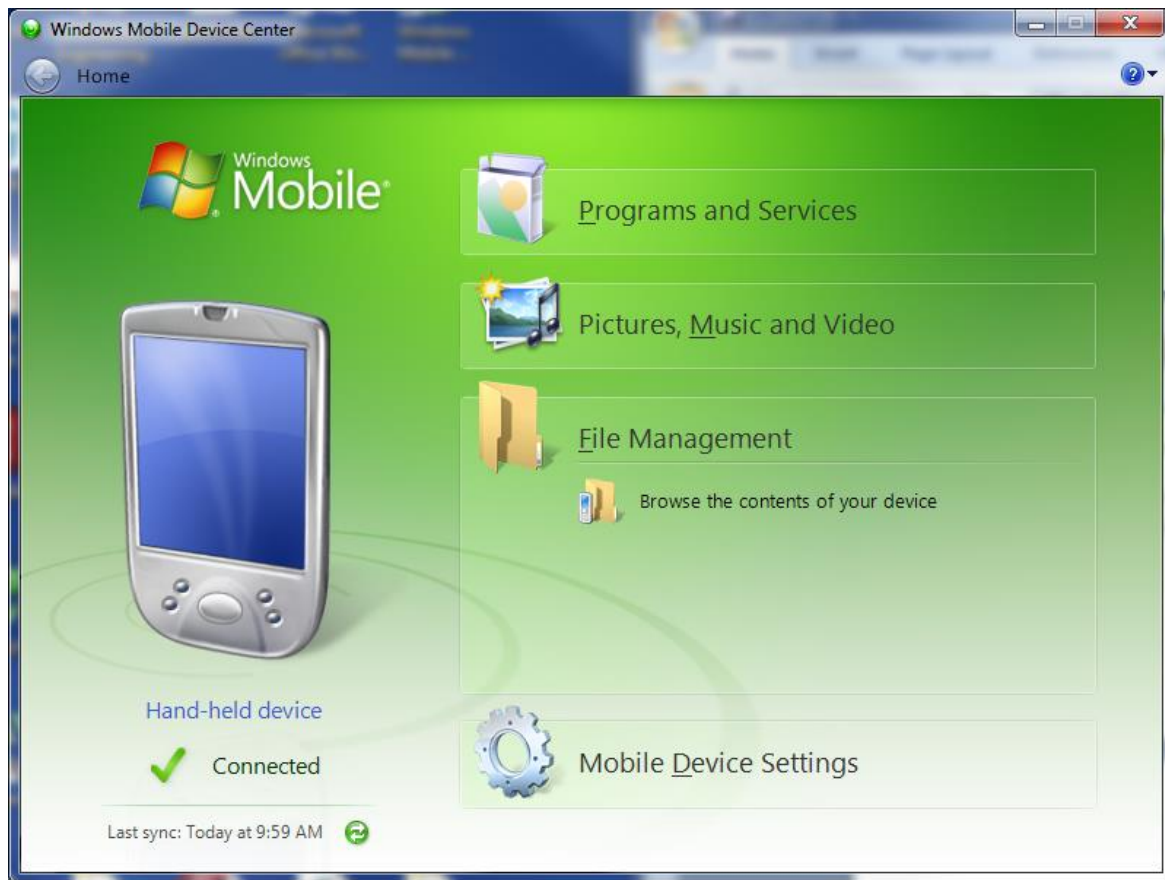 Windows Mobile Device Center
Home
Windows
Mobile®
Programs and Services
Pictures, Music and Video
File Management
Browse the contents of your device
Hand-held device
Connected
Mobile Device Settings
Last sync: Today at 9:59 AM